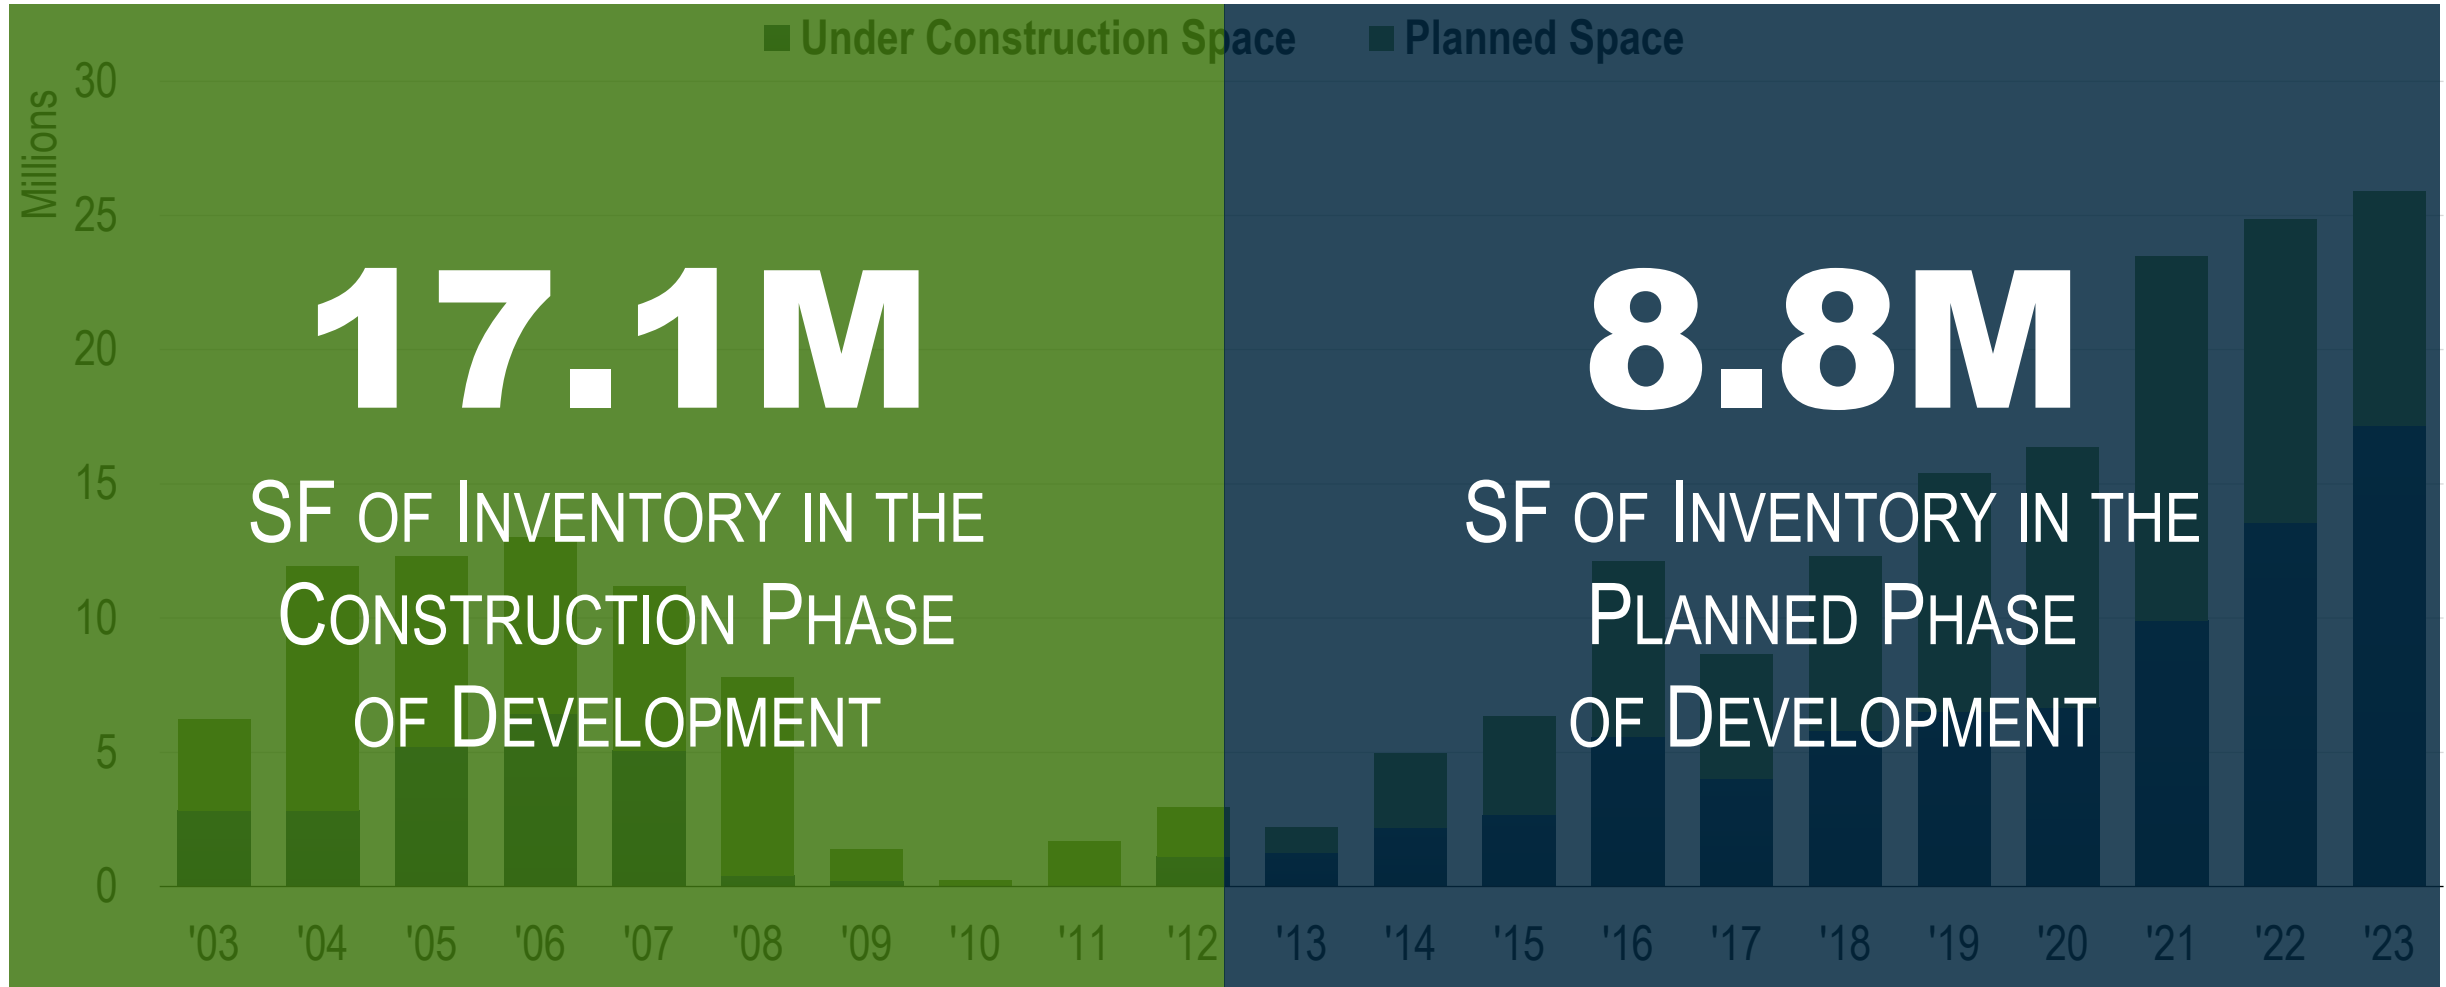 Under Construction Space Planned Space
Millions
30
25
20
15
10
5
0
17.1M
SF of Inventory in the
Construction Phase
of Development
8.8M
SF of Inventory in the
Planned Phase
of Development
'03 '04 '05 '06 '07 '08 '09 '10 '11 '12 '13 '14 '15 '16 '17 '18 '19 '20 '21 '22 '23